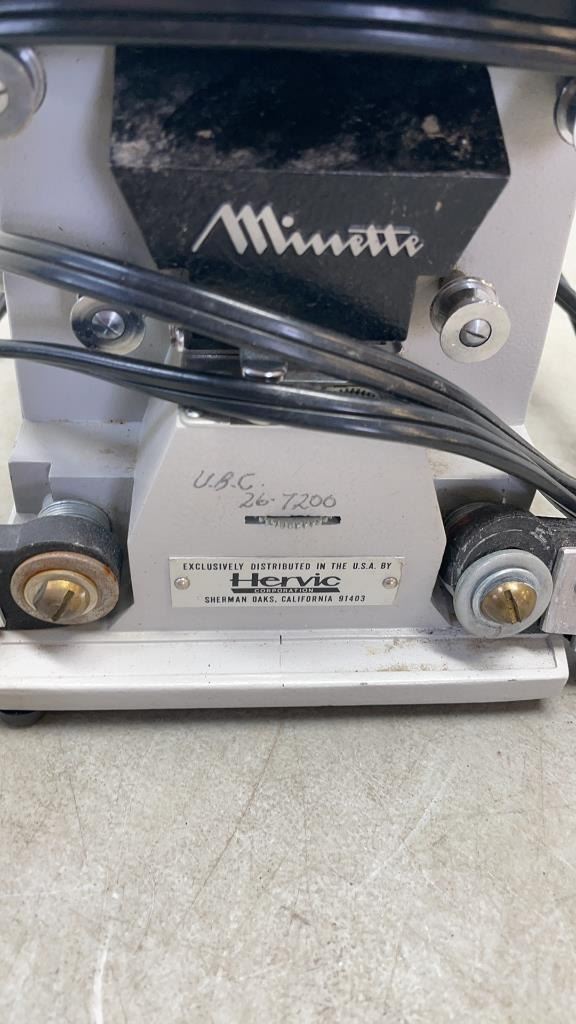 Minette
U.B.C.
26-7200
EXCLUSIVELY DISTRIBUTED IN THE U.S.A. BY
Hervic
CORPORATION
SHERMAN OAKS, CALIFORNIA 91403